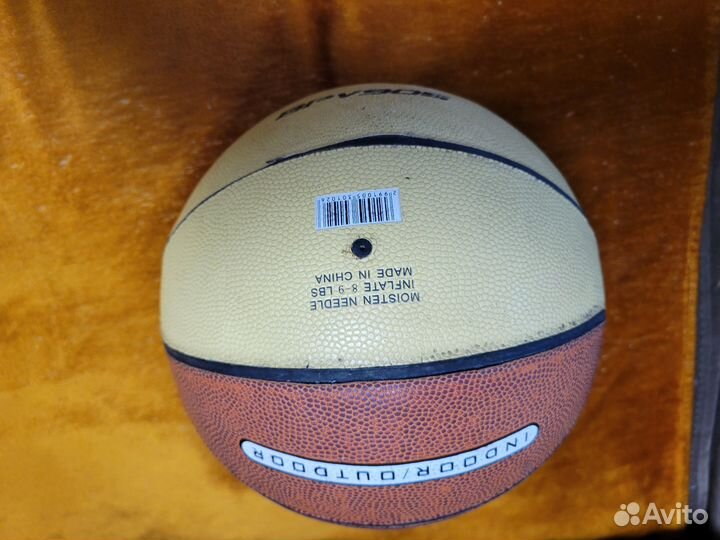 MOISTEN NEEDLE
INFLATE 8-9 LBS
MADE IN CHINA
INDOOR/OUTDOOR
Avito